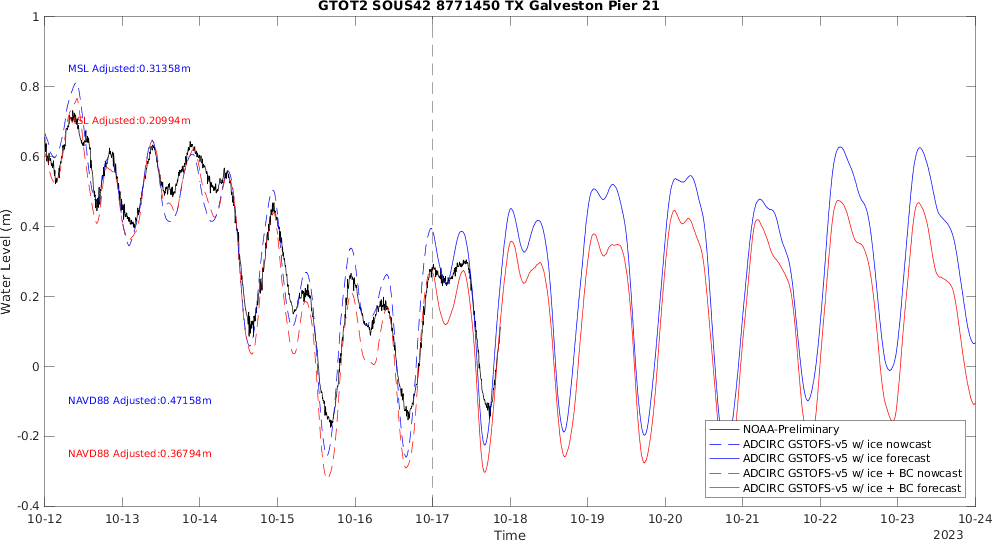 GTOT2 SOUS42 8771450 TX Galveston Pier 21
1
0.8
0.6
0.4
0.2
0
-0.2
-0.4
Water Level (m)
MSL Adjusted:0.31358m
MSL Adjusted:0.20994m
NAVD88 Adjusted:0.47158m
NAVD88 Adjusted:0.36794m
NOAA-Preliminary
ADCIRC GSTOFS-v5 w/ ice nowcast
ADCIRC GSTOFS-v5 w/ ice forecast
ADCIRC GSTOFS-v5 w/ ice + BC nowcast
ADCIRC GSTOFS-v5 w/ ice + BC forecast
10-12 10-13 10-14 10-15 10-16 10-17 10-18 10-19 10-20 10-21 10-22 10-23 10-24
Time
2023